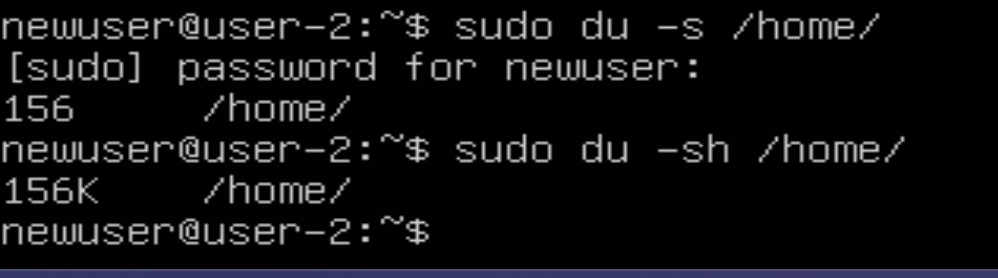 newuser@user-2:~$ sudo du -s /home/
[sudo] password for newuser:
156     /home/
newuser@user-2:~$ sudo du -sh /home/
156K    /home/
newuser@user-2:~$